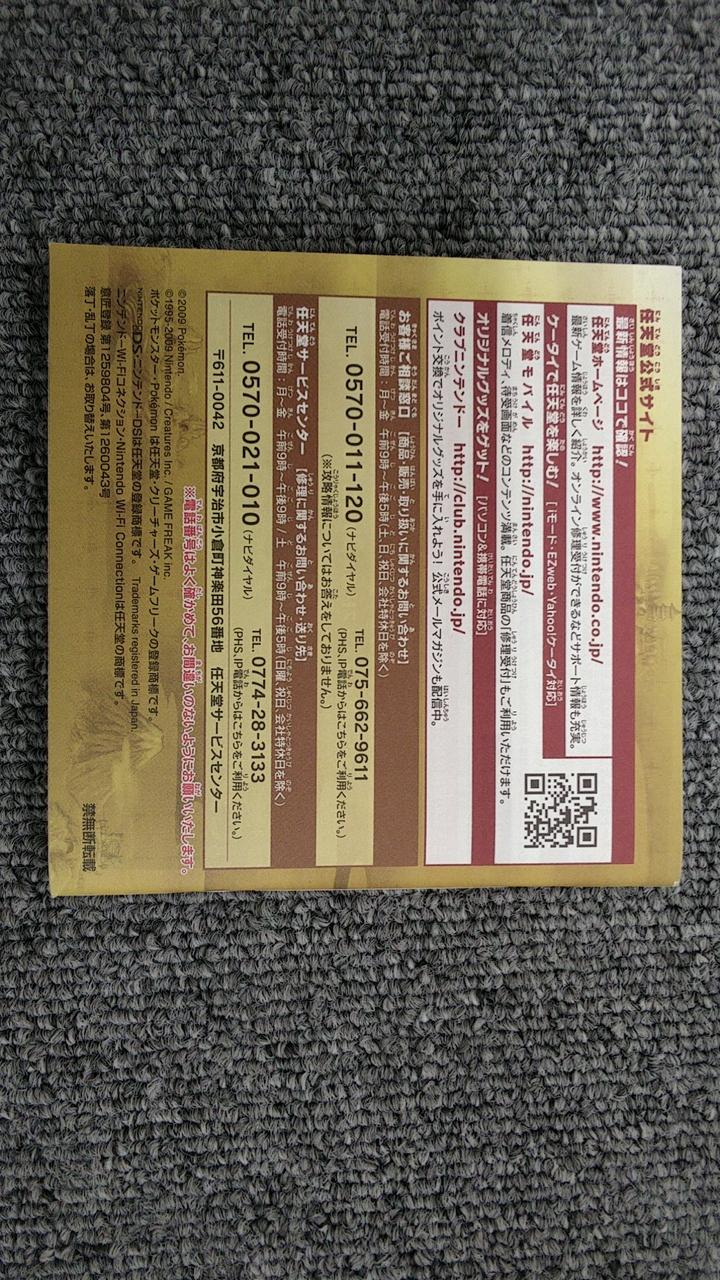 任天堂公式サイト
最新情報はココで確認！
任天堂ホームページ http://www.nintendo.co.jp/
最新ゲーム情報を詳しく紹介。オンライン修理受付ができるなどサポート情報も充実。
ケータイで任天堂を楽しむ！ [iモード・EZweb・Yahoo!ケータイ対応]
任天堂モバイル http://nintendo.jp/
着信メロディ、待受画面などのコンテンツ満載。任天堂商品の「修理受付」もご利用いただけます。
オリジナルグッズをゲット！ [パソコン&携帯電話に対応]
クラブニンテンドー http://club.nintendo.jp/
ポイント交換でオリジナルグッズを手に入れよう！ 公式メールマガジンも配信中。
お客様ご相談窓口 [商品・販売・取り扱いに関するお問い合わせ]
電話受付時間：月〜金 午前9時〜午後5時(土、日、祝日、会社特休日を除く)
TEL. 0570-011-120 (ナビダイヤル) TEL. 075-662-9611
(※攻略情報についてはお答えをしておりません。) (PHS、IP電話からはこちらをご利用ください。)
任天堂サービスセンター [修理に関するお問い合わせ・送り先]
電話受付時間：月〜金 午前9時〜午後9時／土 午前9時〜午後5時(日曜、祝日、会社特休日を除く)
TEL. 0570-021-010 (ナビダイヤル) TEL. 0774-28-3133
(PHS、IP電話からはこちらをご利用ください。)
〒611-0042 京都府宇治市小倉町神楽田56番地 任天堂サービスセンター
※電話番号はよく確かめて、お間違いのないようにお願いいたします。
©2009 Pokémon.
©1995-2009 Nintendo / Creatures Inc. / GAME FREAK inc.
ポケットモンスター・Pokémon は任天堂・クリーチャーズ・ゲームフリークの登録商標です。
NINTENDO DS・ニンテンドーDSは任天堂の登録商標です。 Trademarks registered in Japan.
ニンテンドーWi-Fiコネクション・Nintendo Wi-Fi Connectionは任天堂の商標です。
意匠登録 第1259804号、第1260043号
落丁・乱丁の場合は、お取り替えいたします。
禁無断転載